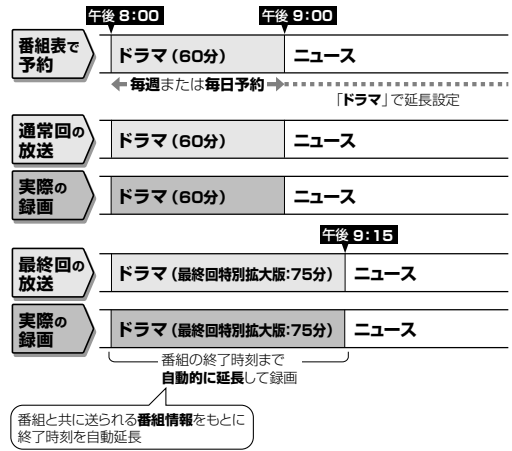 午後 8:00
午後 9:00
番組表で
予約
ドラマ（60分）
ニュース
毎週または毎日予約
「ドラマ」で延長設定
通常回の
放送
ドラマ（60分）
ニュース
実際の
録画
ドラマ（60分）
ニュース
午後 9:15
最終回の
放送
ドラマ（最終回特別拡大版:75分）
ニュース
実際の
録画
ドラマ（最終回特別拡大版:75分）
ニュース
番組の終了時刻まで
自動的に延長して録画
番組と共に送られる番組情報をもとに
終了時刻を自動延長